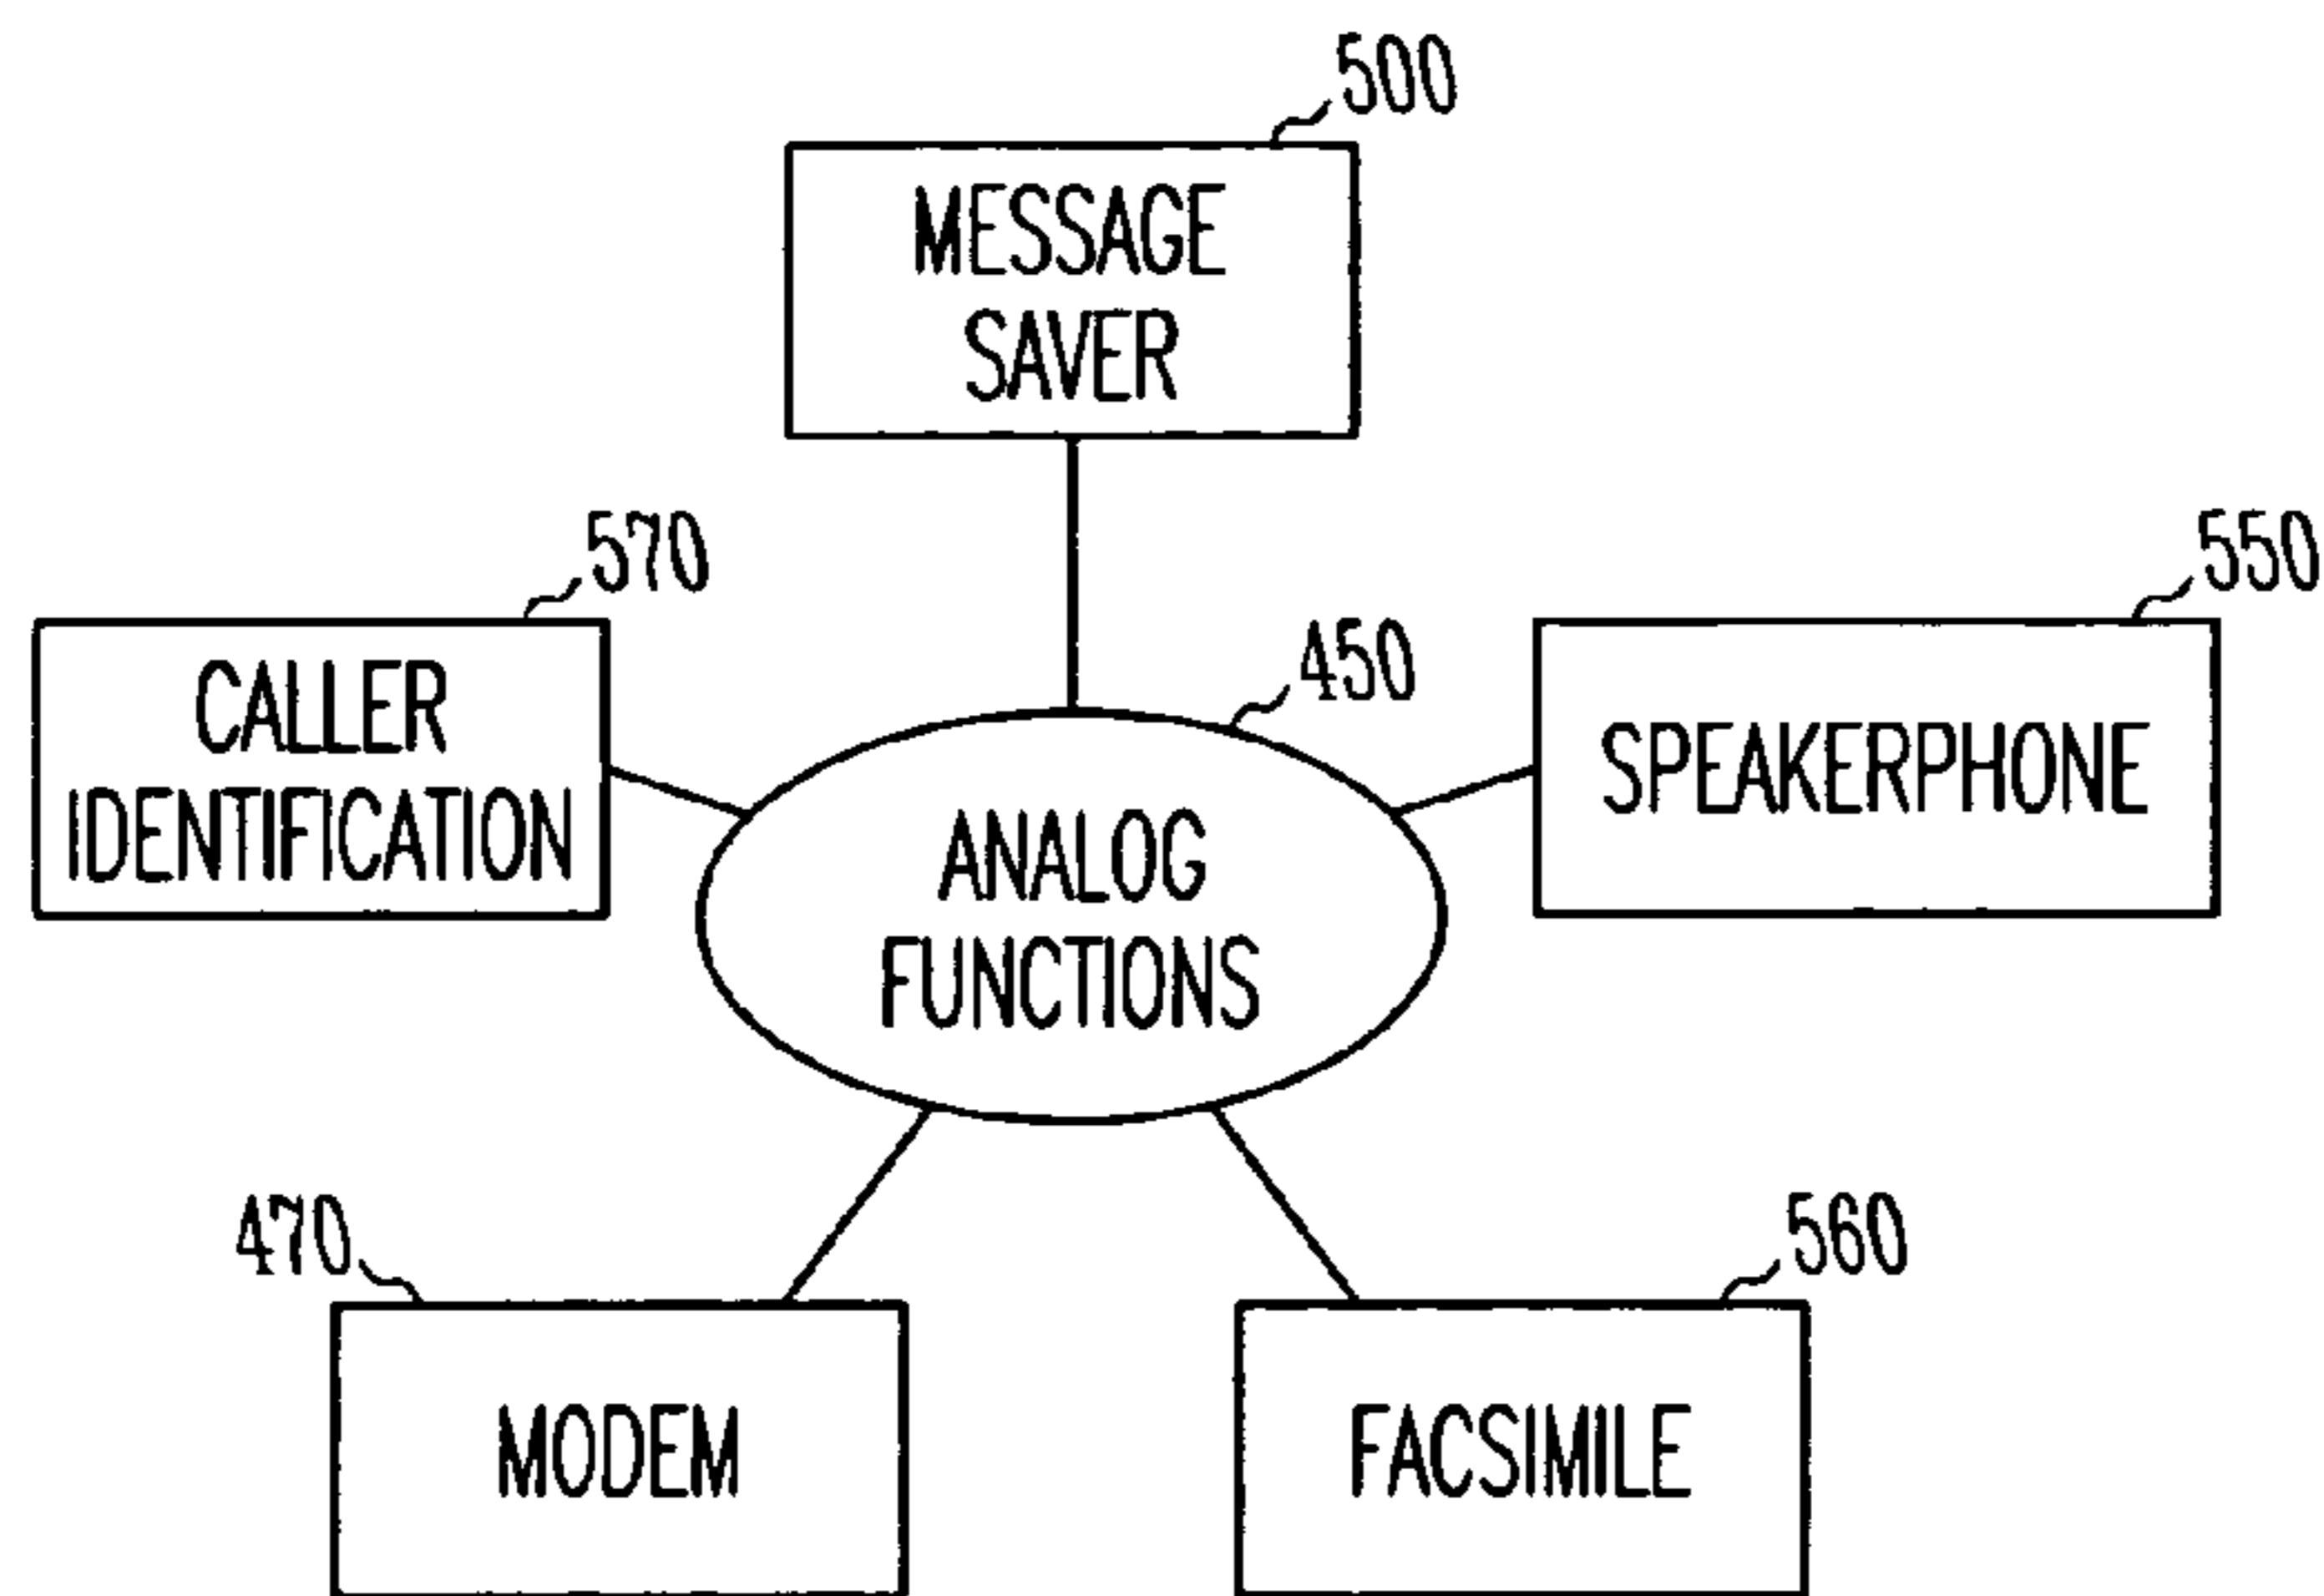 500
MESSAGE
SAVER
570
CALLER
IDENTIFICATION
550
SPEAKERPHONE
450
ANALOG
FUNCTIONS
470
MODEM
560
FACSIMILE